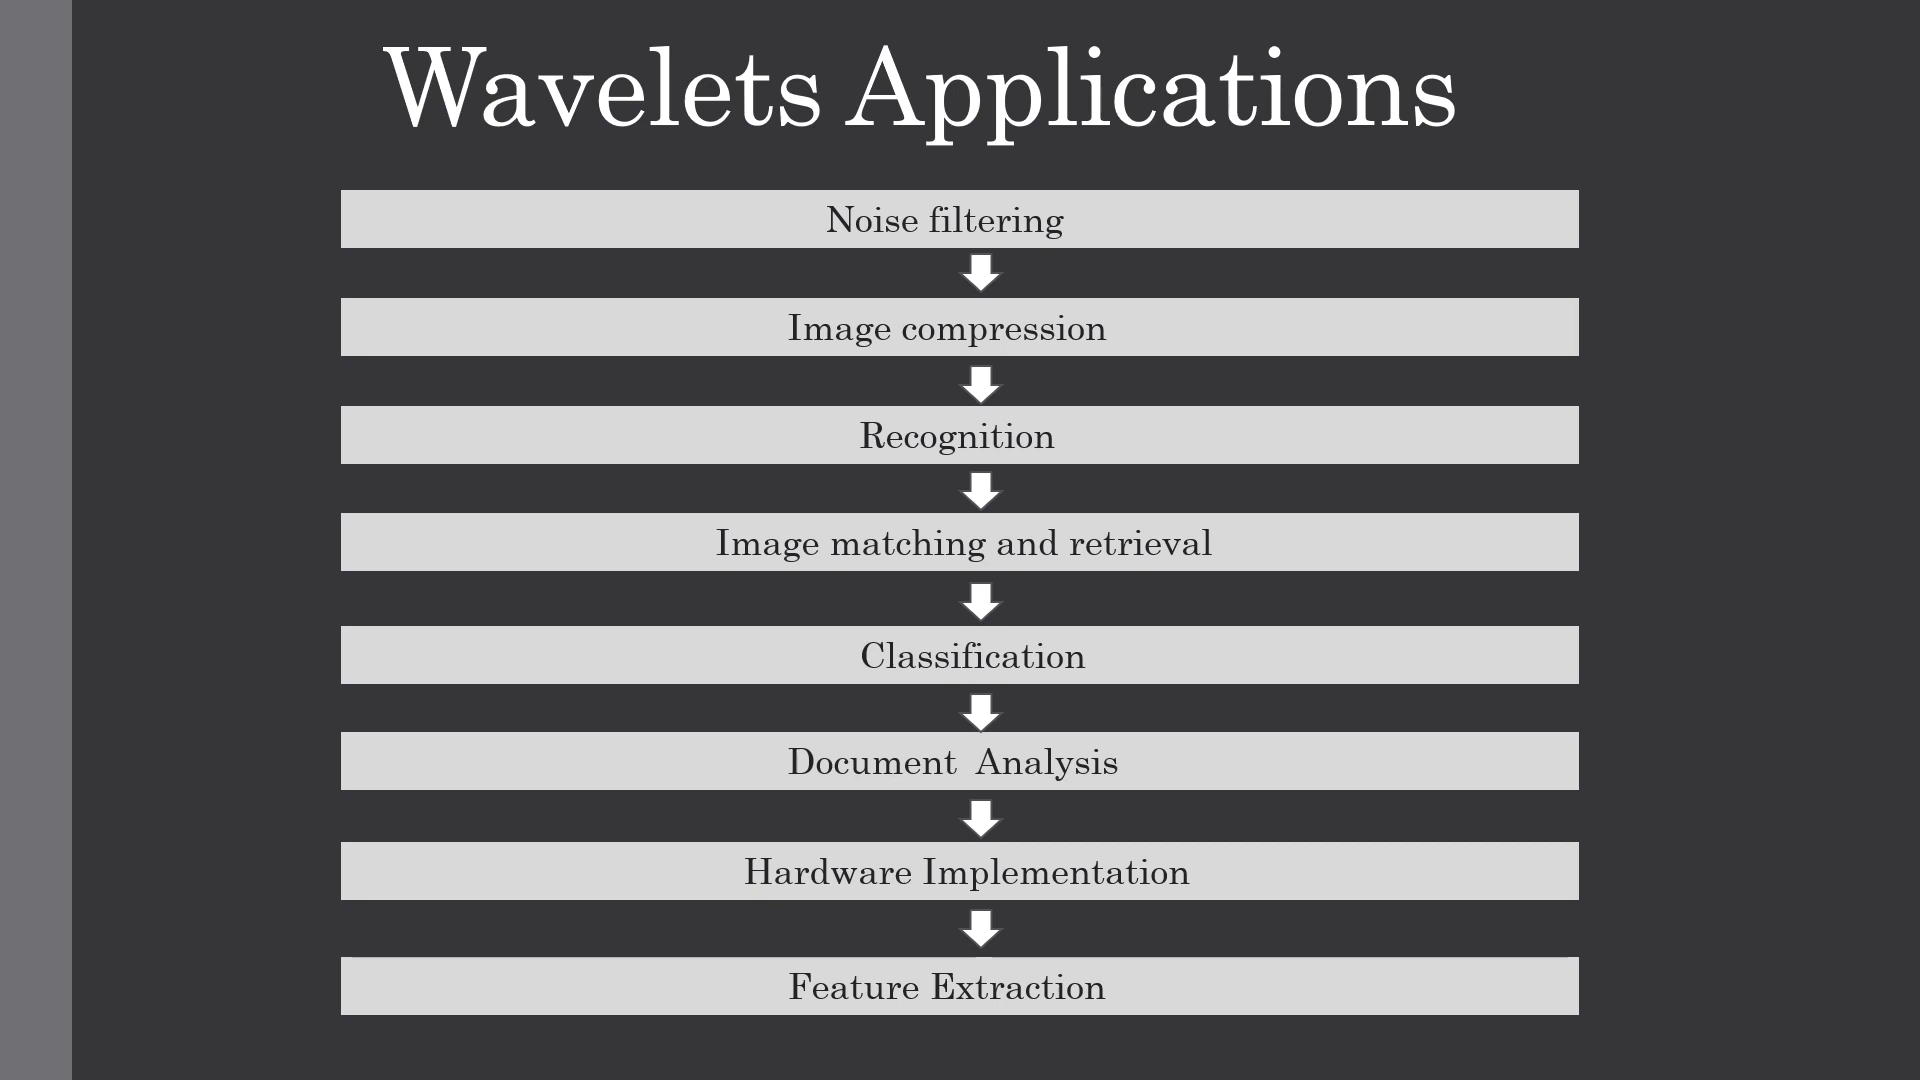 Wavelets Applications
Noise filtering
Image compression
Recognition
Image matching and retrieval
Classification
Document Analysis
Hardware Implementation
Feature Extraction